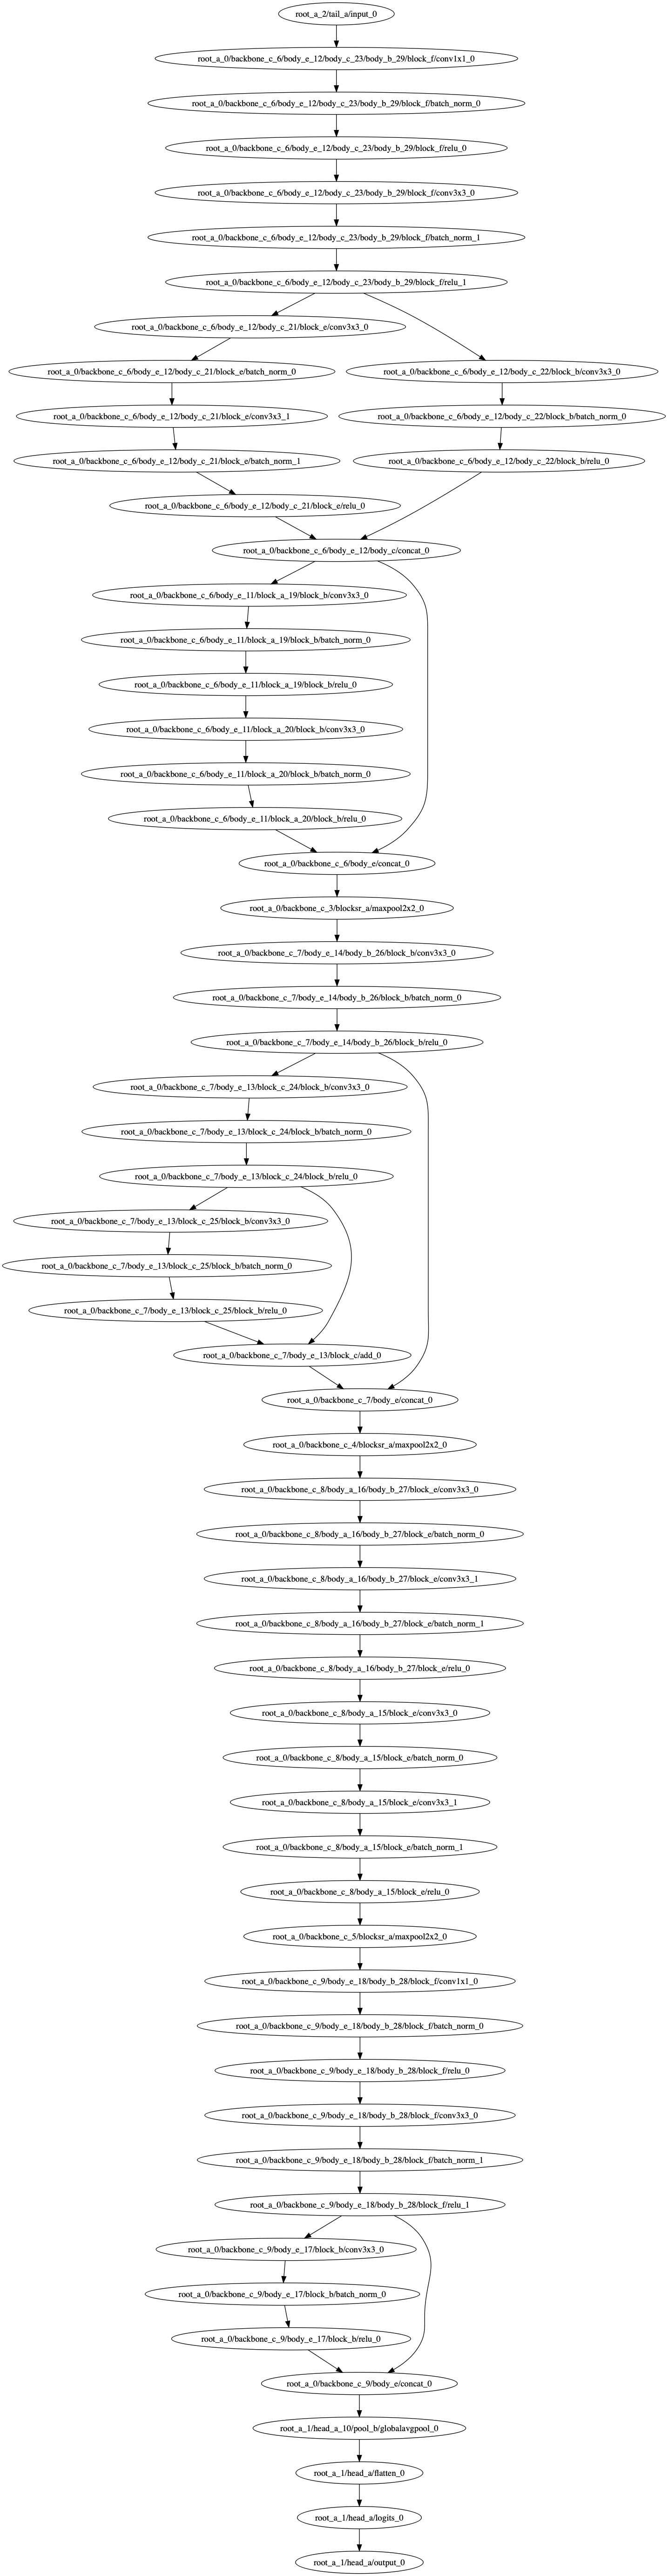 root_a_2/tail_a/input_0
root_a_0/backbone_c_6/body_e_12/body_c_23/body_b_29/block_f/conv1x1_0
root_a_0/backbone_c_6/body_e_12/body_c_23/body_b_29/block_f/batch_norm_0
root_a_0/backbone_c_6/body_e_12/body_c_23/body_b_29/block_f/relu_0
root_a_0/backbone_c_6/body_e_12/body_c_23/body_b_29/block_f/conv3x3_0
root_a_0/backbone_c_6/body_e_12/body_c_23/body_b_29/block_f/batch_norm_1
root_a_0/backbone_c_6/body_e_12/body_c_23/body_b_29/block_f/relu_1
root_a_0/backbone_c_6/body_e_12/body_c_21/block_e/conv3x3_0
root_a_0/backbone_c_6/body_e_12/body_c_21/block_e/batch_norm_0
root_a_0/backbone_c_6/body_e_12/body_c_22/block_b/conv3x3_0
root_a_0/backbone_c_6/body_e_12/body_c_21/block_e/conv3x3_1
root_a_0/backbone_c_6/body_e_12/body_c_22/block_b/batch_norm_0
root_a_0/backbone_c_6/body_e_12/body_c_21/block_e/batch_norm_1
root_a_0/backbone_c_6/body_e_12/body_c_22/block_b/relu_0
root_a_0/backbone_c_6/body_e_12/body_c_21/block_e/relu_0
root_a_0/backbone_c_6/body_e_12/body_c/concat_0
root_a_0/backbone_c_6/body_e_11/block_a_19/block_b/conv3x3_0
root_a_0/backbone_c_6/body_e_11/block_a_19/block_b/batch_norm_0
root_a_0/backbone_c_6/body_e_11/block_a_19/block_b/relu_0
root_a_0/backbone_c_6/body_e_11/block_a_20/block_b/conv3x3_0
root_a_0/backbone_c_6/body_e_11/block_a_20/block_b/batch_norm_0
root_a_0/backbone_c_6/body_e_11/block_a_20/block_b/relu_0
root_a_0/backbone_c_6/body_e/concat_0
root_a_0/backbone_c_3/blocksr_a/maxpool2x2_0
root_a_0/backbone_c_7/body_e_14/body_b_26/block_b/conv3x3_0
root_a_0/backbone_c_7/body_e_14/body_b_26/block_b/batch_norm_0
root_a_0/backbone_c_7/body_e_14/body_b_26/block_b/relu_0
root_a_0/backbone_c_7/body_e_13/block_c_24/block_b/conv3x3_0
root_a_0/backbone_c_7/body_e_13/block_c_24/block_b/batch_norm_0
root_a_0/backbone_c_7/body_e_13/block_c_24/block_b/relu_0
root_a_0/backbone_c_7/body_e_13/block_c_25/block_b/conv3x3_0
root_a_0/backbone_c_7/body_e_13/block_c_25/block_b/batch_norm_0
root_a_0/backbone_c_7/body_e_13/block_c_25/block_b/relu_0
root_a_0/backbone_c_7/body_e_13/block_c/add_0
root_a_0/backbone_c_7/body_e/concat_0
root_a_0/backbone_c_4/blocksr_a/maxpool2x2_0
root_a_0/backbone_c_8/body_a_16/body_b_27/block_e/conv3x3_0
root_a_0/backbone_c_8/body_a_16/body_b_27/block_e/batch_norm_0
root_a_0/backbone_c_8/body_a_16/body_b_27/block_e/conv3x3_1
root_a_0/backbone_c_8/body_a_16/body_b_27/block_e/batch_norm_1
root_a_0/backbone_c_8/body_a_16/body_b_27/block_e/relu_0
root_a_0/backbone_c_8/body_a_15/block_e/conv3x3_0
root_a_0/backbone_c_8/body_a_15/block_e/batch_norm_0
root_a_0/backbone_c_8/body_a_15/block_e/conv3x3_1
root_a_0/backbone_c_8/body_a_15/block_e/batch_norm_1
root_a_0/backbone_c_8/body_a_15/block_e/relu_0
root_a_0/backbone_c_5/blocksr_a/maxpool2x2_0
root_a_0/backbone_c_9/body_e_18/body_b_28/block_f/conv1x1_0
root_a_0/backbone_c_9/body_e_18/body_b_28/block_f/batch_norm_0
root_a_0/backbone_c_9/body_e_18/body_b_28/block_f/relu_0
root_a_0/backbone_c_9/body_e_18/body_b_28/block_f/conv3x3_0
root_a_0/backbone_c_9/body_e_18/body_b_28/block_f/batch_norm_1
root_a_0/backbone_c_9/body_e_18/body_b_28/block_f/relu_1
root_a_0/backbone_c_9/body_e_17/block_b/conv3x3_0
root_a_0/backbone_c_9/body_e_17/block_b/batch_norm_0
root_a_0/backbone_c_9/body_e_17/block_b/relu_0
root_a_0/backbone_c_9/body_e/concat_0
root_a_1/head_a_10/pool_b/globalavgpool_0
root_a_1/head_a/flatten_0
root_a_1/head_a/logits_0
root_a_1/head_a/output_0